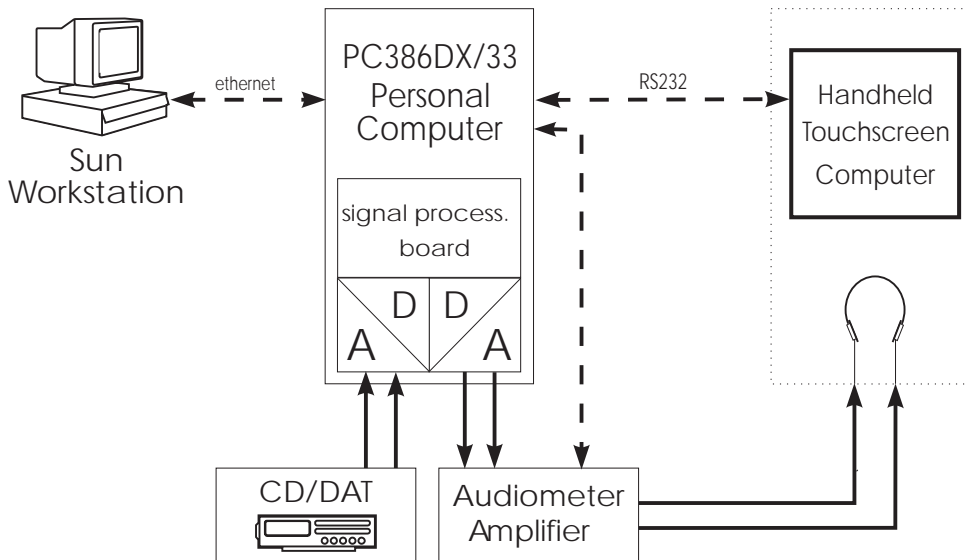 PC386DX/33
Personal
Computer
ethernet
RS232
Handheld
Touchscreen
Computer
Sun
Workstation
signal process.
board
D D
A A
CD/DAT
Audiometer
Amplifier